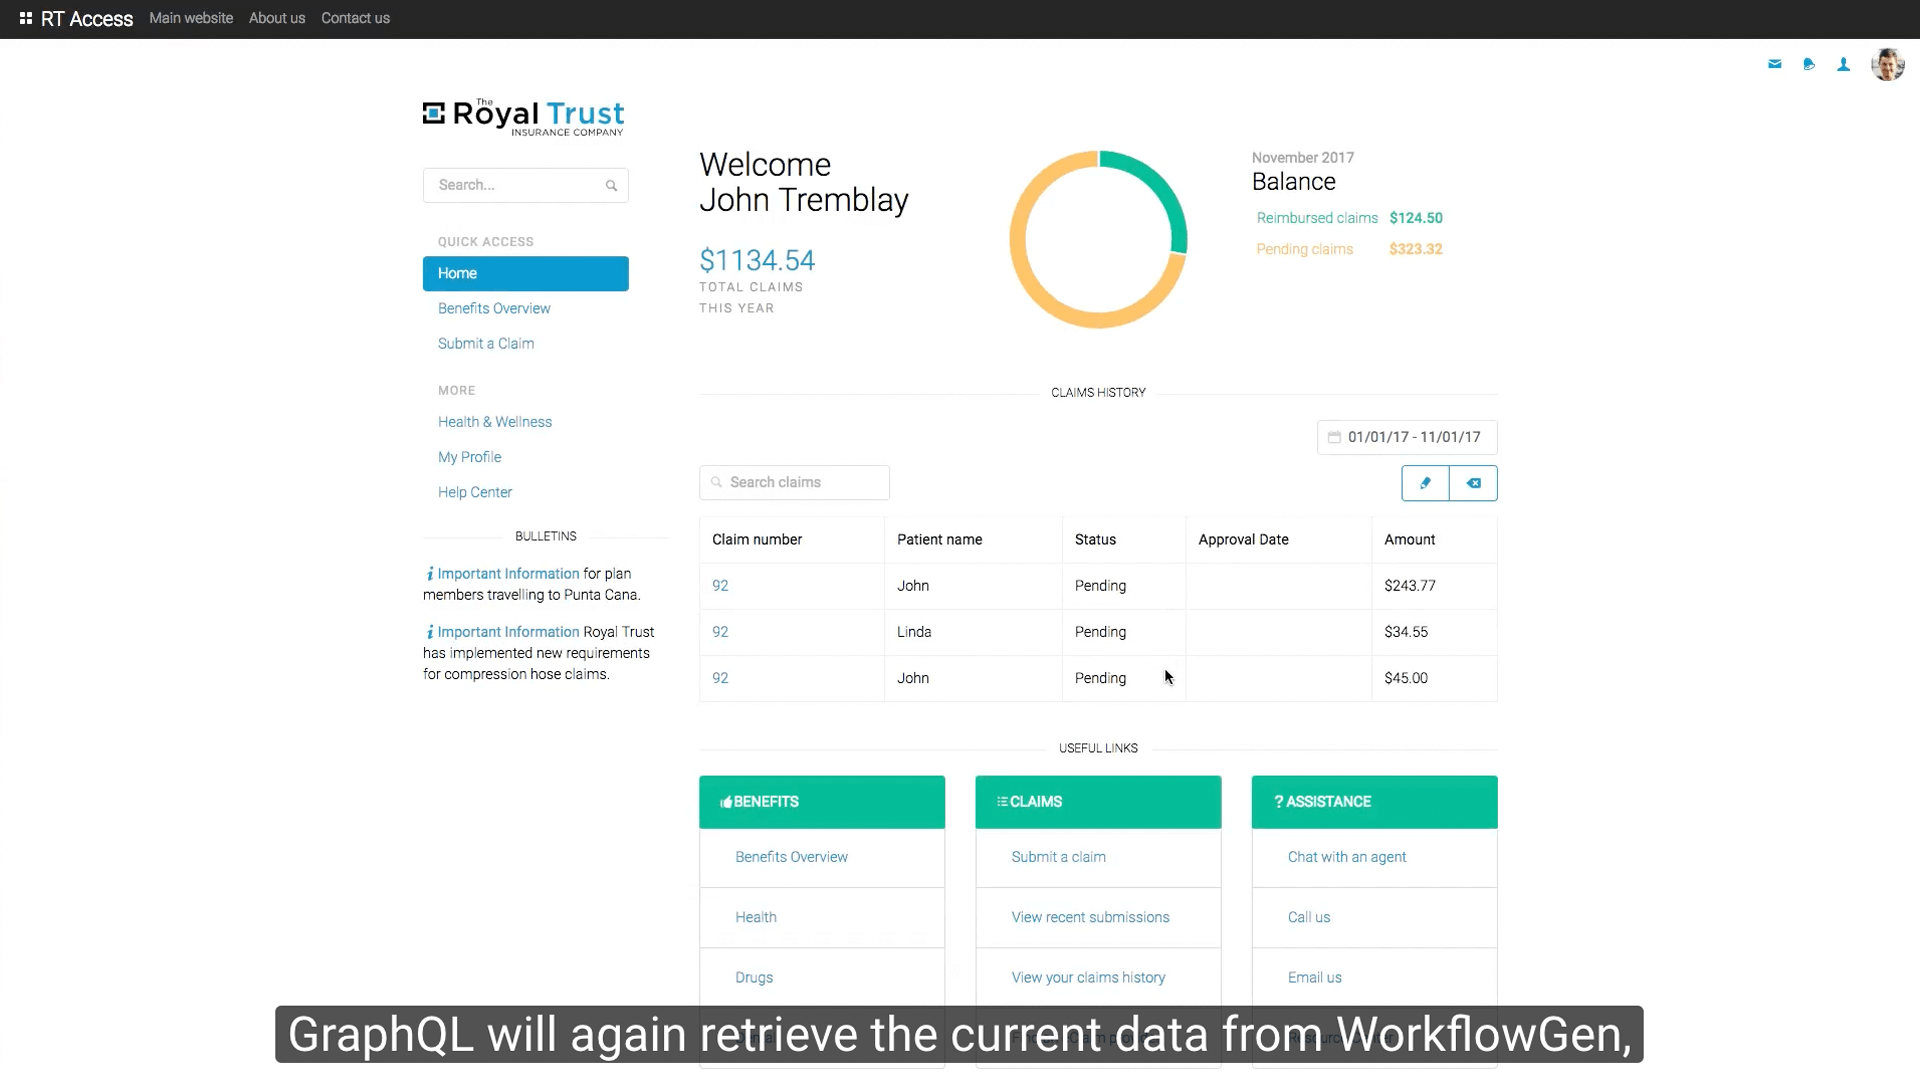 RT Access Main website About us Contact us
The
Royal Trust
INSURANCE COMPANY
Search...
QUICK ACCESS
Home
Benefits Overview
Submit a Claim
MORE
Health & Wellness
My Profile
Help Center
BULLETINS
Important Information for plan
members travelling to Punta Cana.
Important Information Royal Trust
has implemented new requirements
for compression hose claims.
Welcome
John Tremblay
$1134.54
TOTAL CLAIMS
THIS YEAR
November 2017
Balance
Reimbursed claims $124.50
Pending claims $323.32
CLAIMS HISTORY
01/01/17 - 11/01/17
Search claims
Claim number Patient name Status Approval Date Amount
92 John Pending $243.77
92 Linda Pending $34.55
92 John Pending $45.00
USEFUL LINKS
BENEFITS
Benefits Overview
Health
Drugs
CLAIMS
Submit a claim
View recent submissions
View your claims history
? ASSISTANCE
Chat with an agent
Call us
Email us
GraphQL will again retrieve the current data from WorkflowGen,